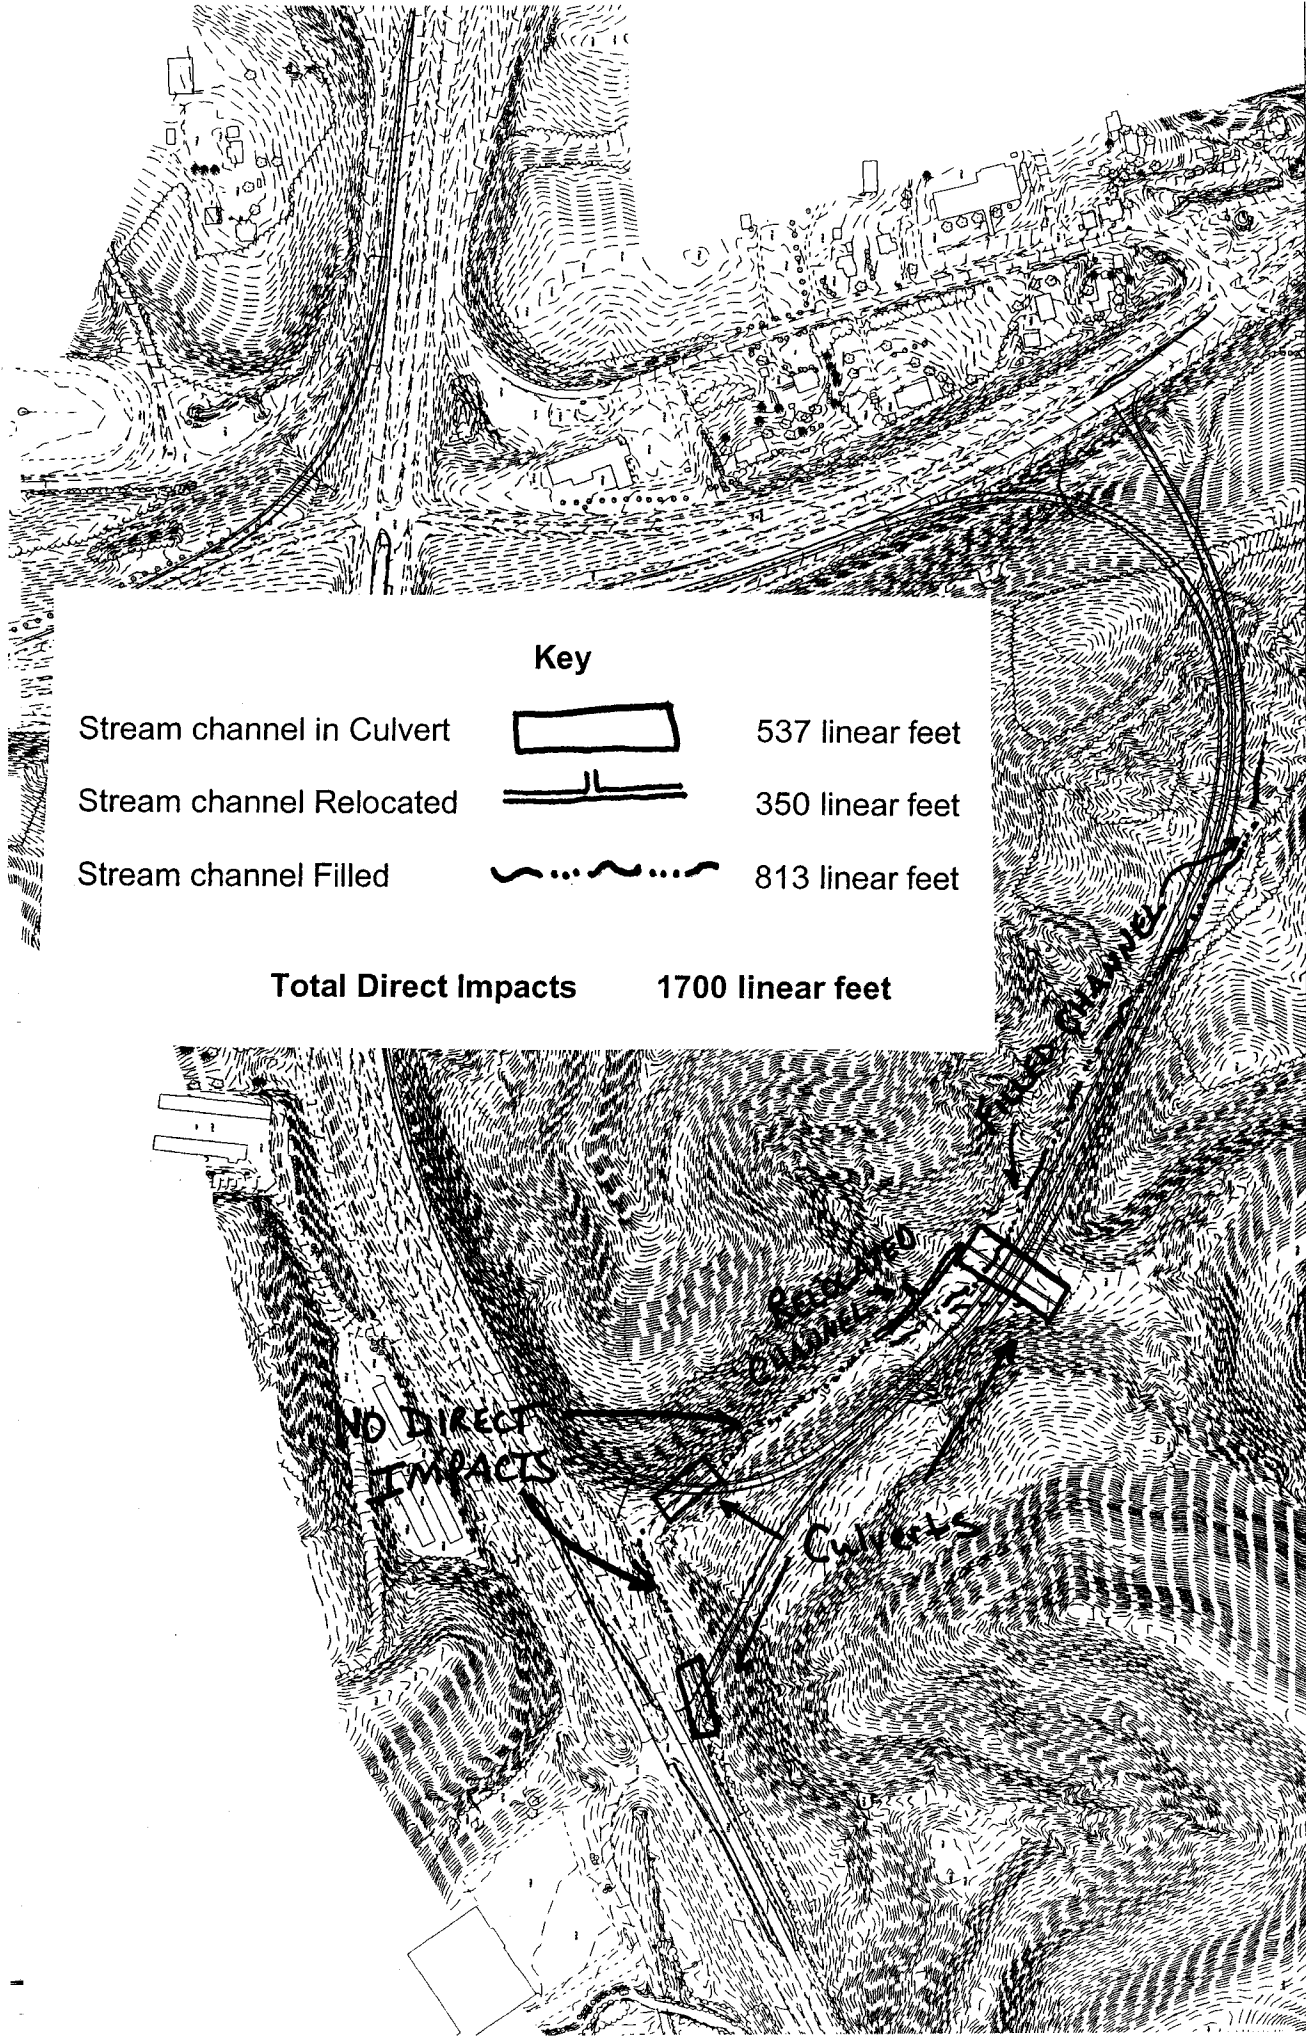 Key
Stream channel in Culvert 537 linear feet
Stream channel Relocated 350 linear feet
Stream channel Filled 813 linear feet
Total Direct Impacts 1700 linear feet
FILLED CHANNEL
RELOCATED
CHANNEL
NO DIRECT
IMPACTS
Culverts